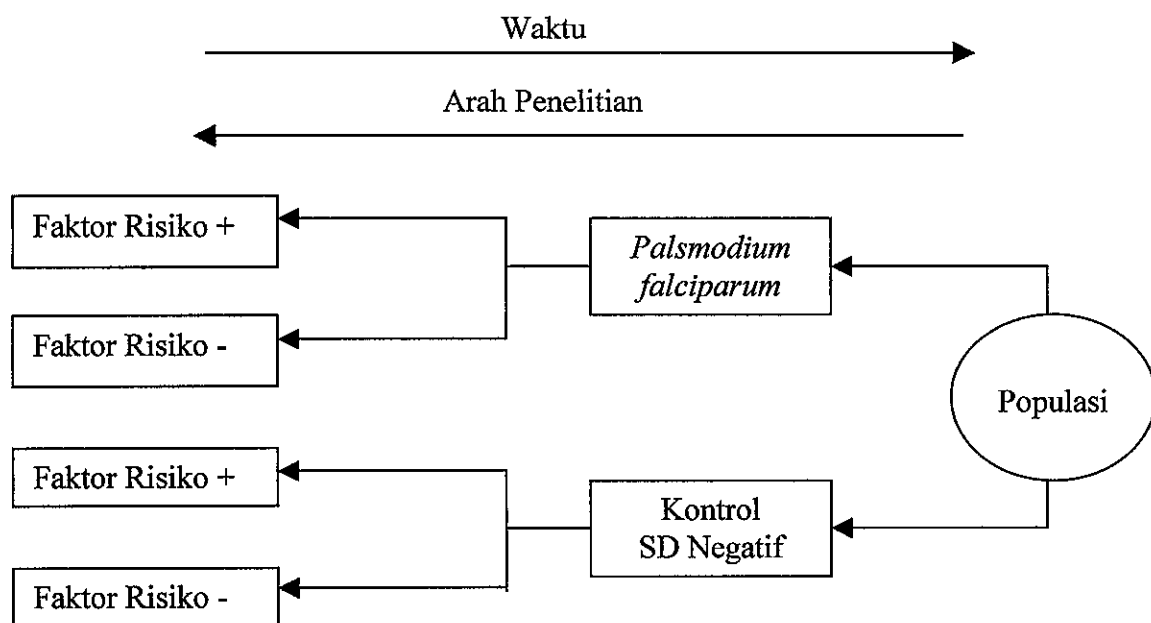 Waktu
Arah Penelitian
Faktor Risiko +
Palsmodium
falciparum
Faktor Risiko -
Populasi
Faktor Risiko +
Kontrol
SD Negatif
Faktor Risiko -